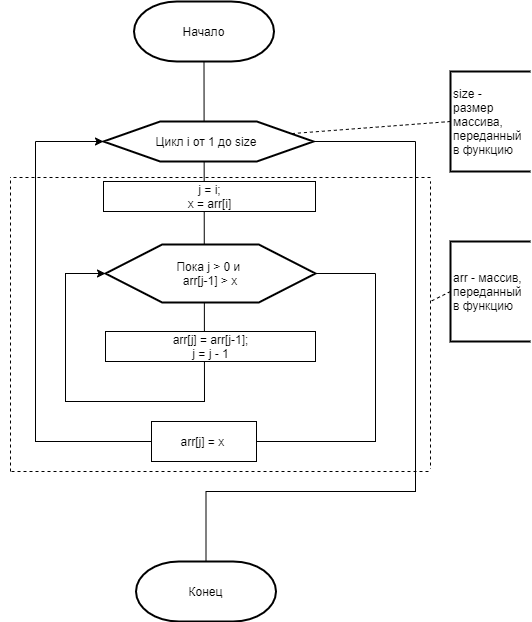 Начало
Цикл i от 1 до size
size -
размер
массива,
переданный
в функцию
j = i;
x = arr[i]
Пока j > 0 и
arr[j-1] > x
arr - массив,
переданный
в функцию
arr[j] = arr[j-1];
j = j - 1
arr[j] = x
Конец